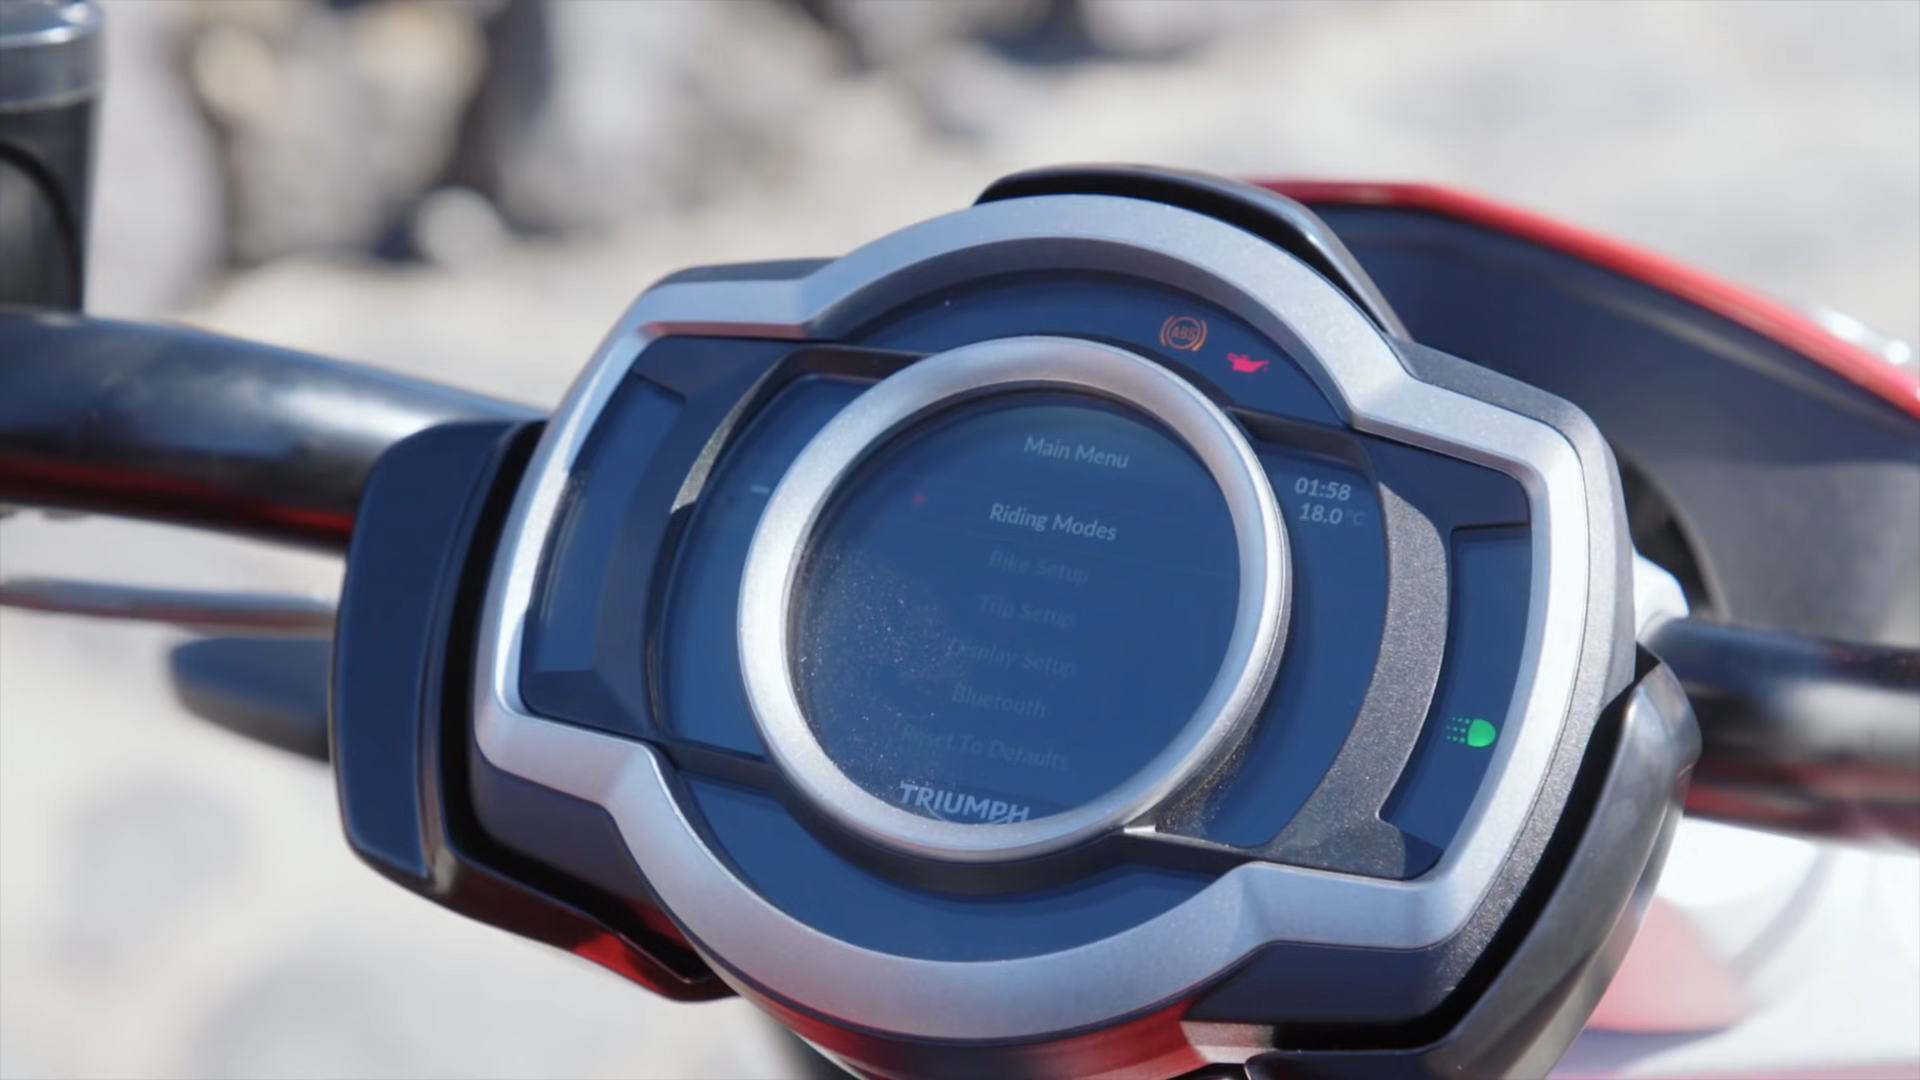 ABS
Main Menu
01:58
18.0°C
Riding Modes
Bike Setup
Trip Setup
Display Setup
Bluetooth
Reset To Defaults
TRIUMPH